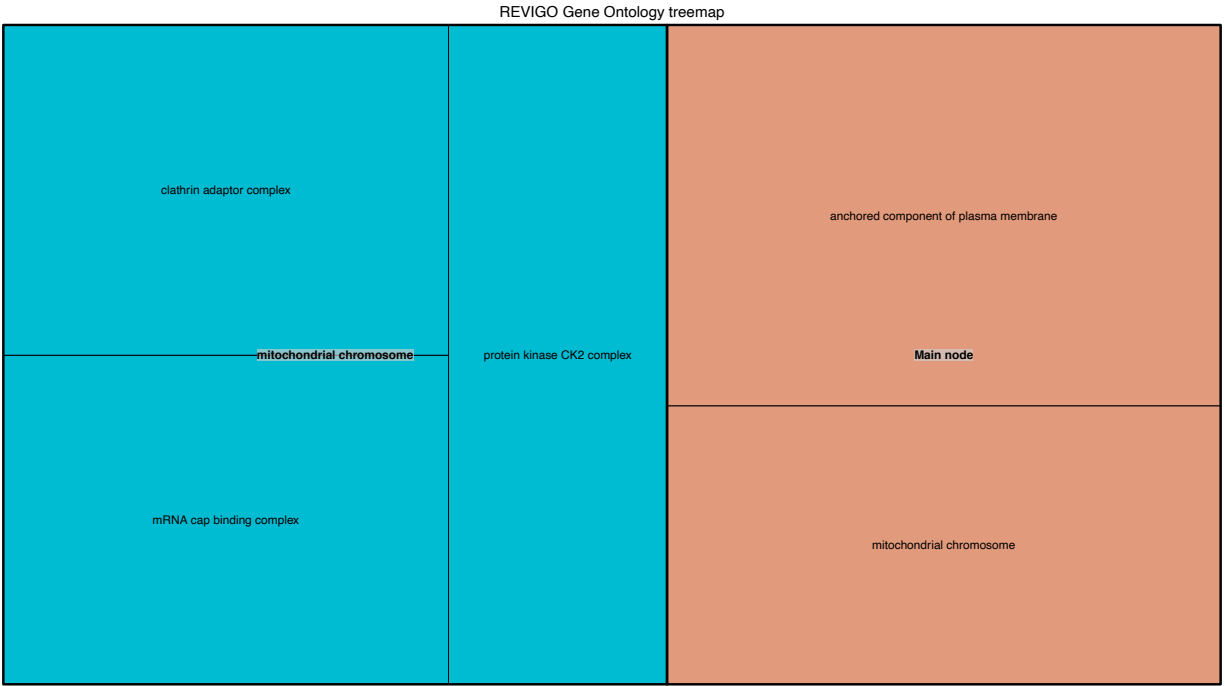 REVIGO Gene Ontology treemap
clathrin adaptor complex
anchored component of plasma membrane
mitochondrial chromosome
protein kinase CK2 complex
Main node
mRNA cap binding complex
mitochondrial chromosome